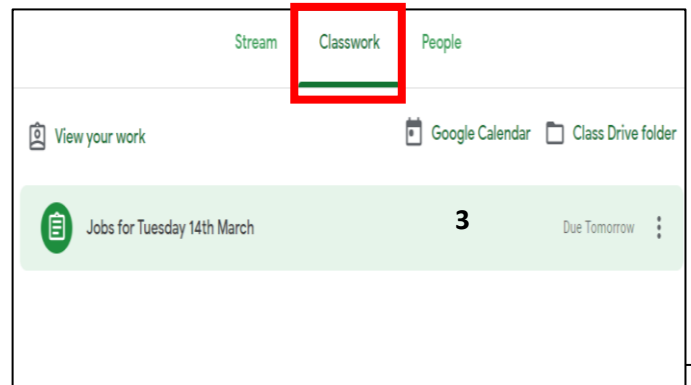 Stream Classwork People
View your work Google Calendar Class Drive folder
Jobs for Tuesday 14th March 3 Due Tomorrow